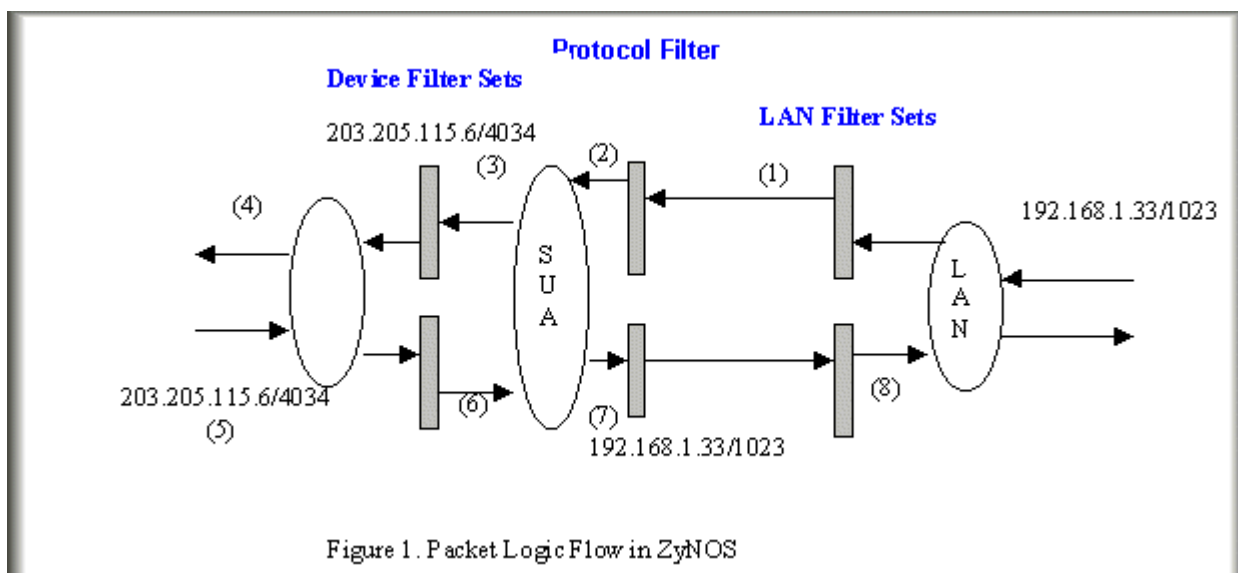 Protocol Filter
Device Filter Sets
LAN Filter Sets
203.205.115.6/4034
(3)
(2)
(1)
(4)
192.168.1.33/1023
SUA
LAN
203.205.115.6/4034
(5)
(6)
(7)
(8)
192.168.1.33/1023
Figure 1. Packet Logic Flow in ZyNOS